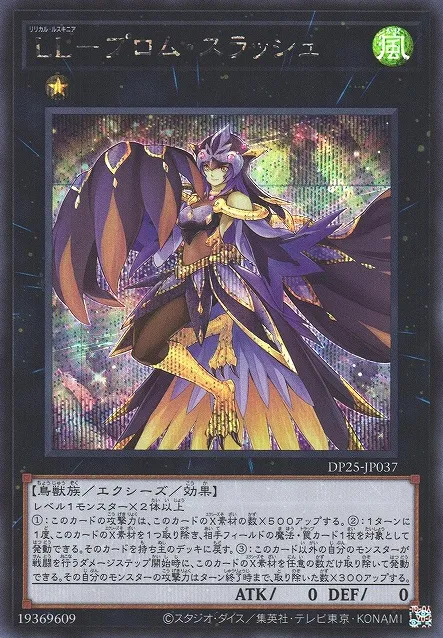 リリカル・ルスキニア
LL－プロム・スラッシュ
風
DP25-JP037
【鳥獣族／エクシーズ／効果】
レベル１モンスター×２体以上
①：このカードの攻撃力は、このカードのX素材の数×５００アップする。②：１ターンに
１度、このカードのX素材を１つ取り除き、相手フィールドの魔法・罠カード１枚を対象として
発動できる。そのカードを持ち主のデッキに戻す。③：このカード以外の自分のモンスターが
戦闘を行うダメージステップ開始時に、このカードのX素材を任意の数だけ取り除いて発動
できる。その自分のモンスターの攻撃力はターン終了時まで、取り除いた数×３００アップする。
ATK／ 0 DEF／ 0
19369609
©スタジオ・ダイス／集英社・テレビ東京・KONAMI